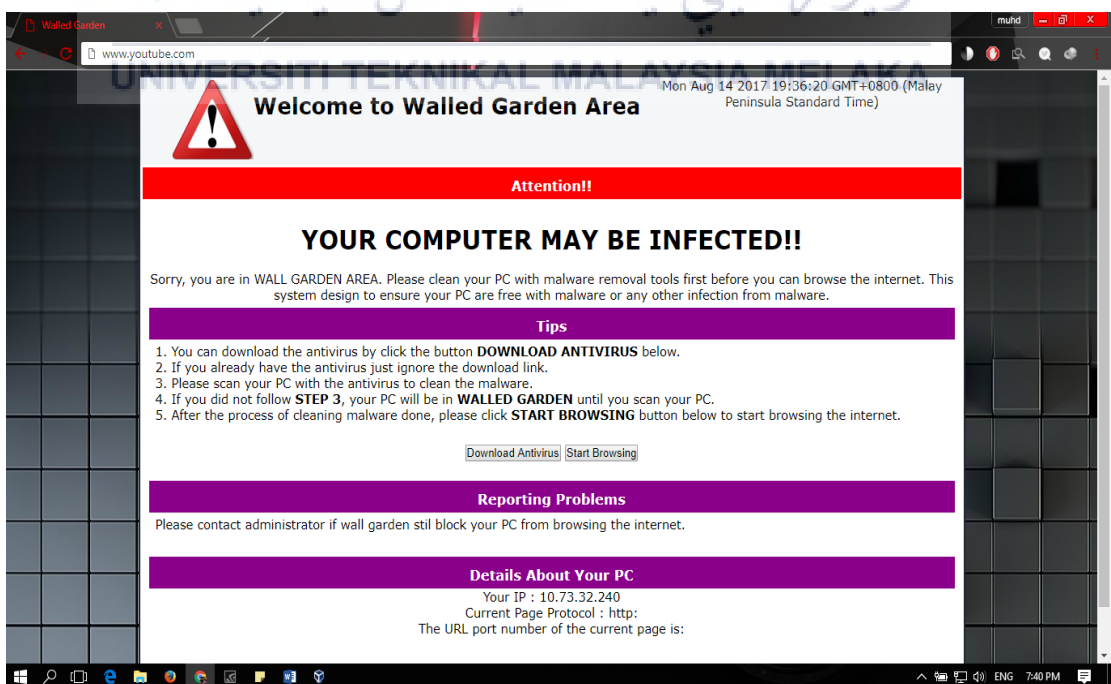 Walled Garden
muhd
www.youtube.com
UNIVERSITI TEKNIKAL MALAYSIA MELAKA
Welcome to Walled Garden Area
Mon Aug 14 2017 19:36:20 GMT+0800 (Malay
Peninsula Standard Time)
Attention!!
YOUR COMPUTER MAY BE INFECTED!!
Sorry, you are in WALL GARDEN AREA. Please clean your PC with malware removal tools first before you can browse the internet. This
system design to ensure your PC are free with malware or any other infection from malware.
Tips
1. You can download the antivirus by click the button DOWNLOAD ANTIVIRUS below.
2. If you already have the antivirus just ignore the download link.
3. Please scan your PC with the antivirus to clean the malware.
4. If you did not follow STEP 3, your PC will be in WALLED GARDEN until you scan your PC.
5. After the process of cleaning malware done, please click START BROWSING button below to start browsing the internet.
Download Antivirus Start Browsing
Reporting Problems
Please contact administrator if wall garden stil block your PC from browsing the internet.
Details About Your PC
Your IP : 10.73.32.240
Current Page Protocol : http:
The URL port number of the current page is:
ENG 7:40 PM